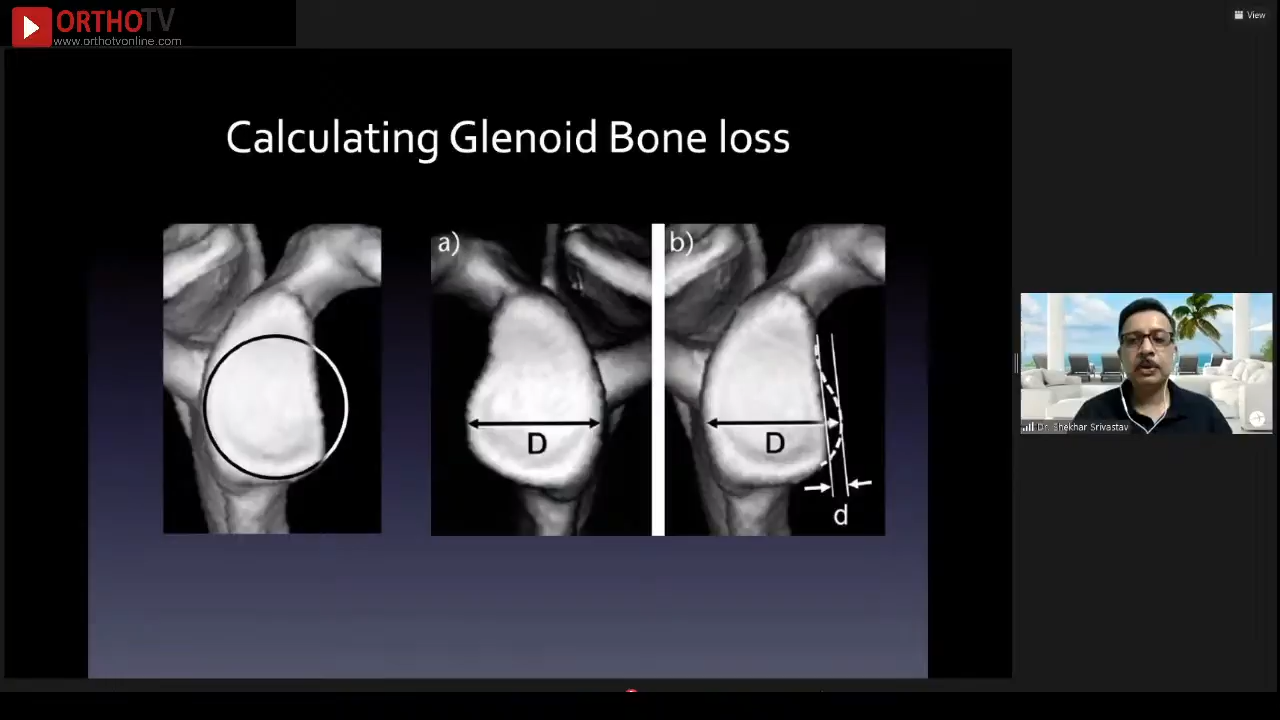 ORTHOTV
www.orthotvonline.com
View
Calculating Glenoid Bone loss
a)
b)
D
D
d
Dr. Shekhar Srivastav